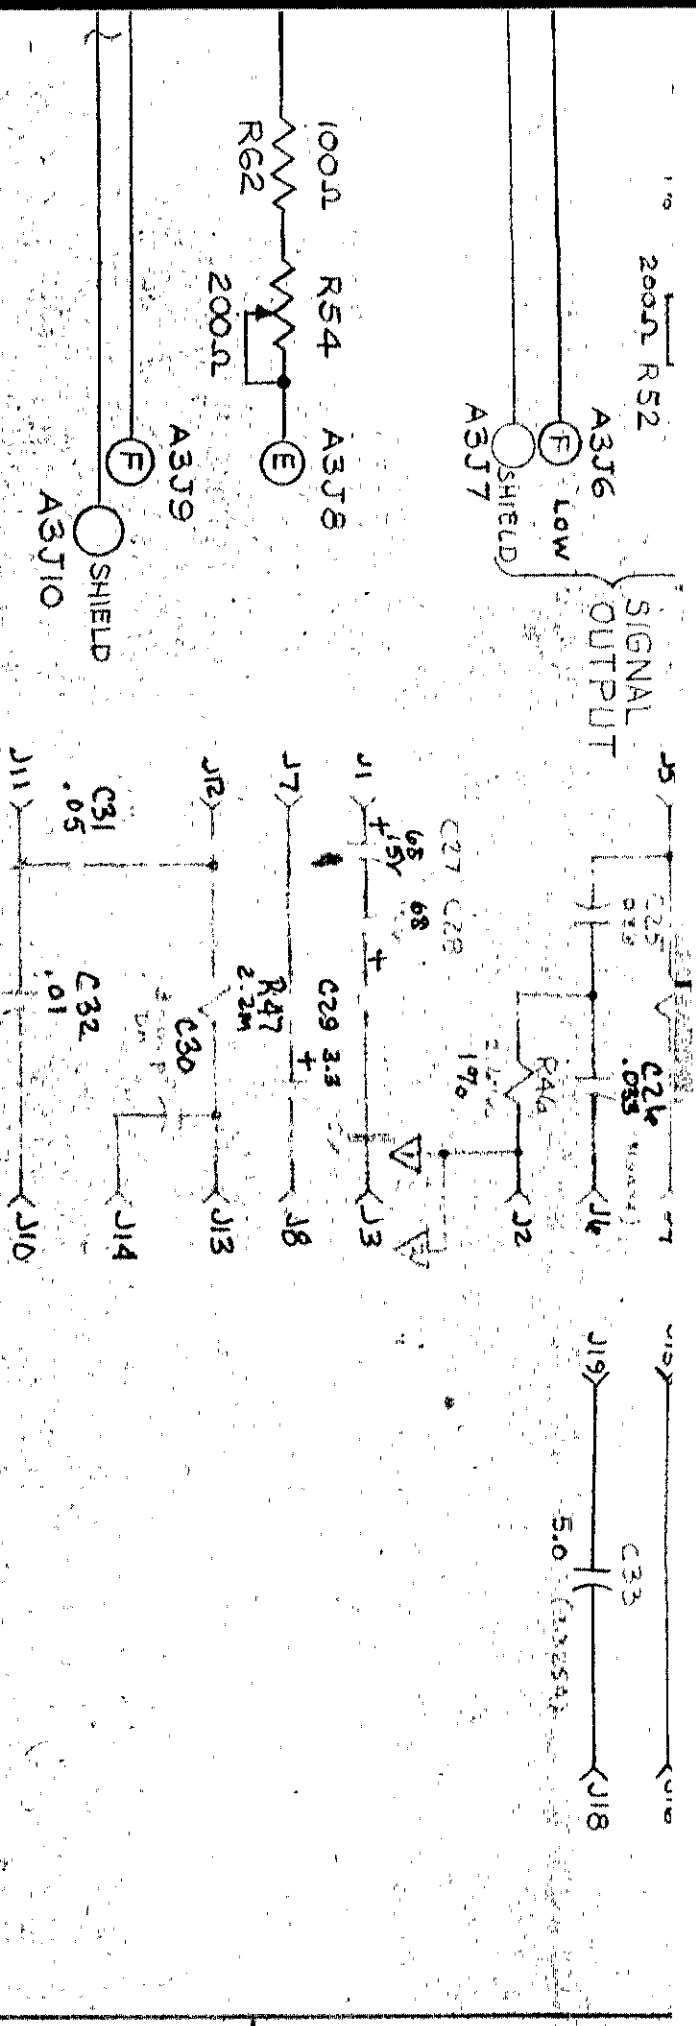 200Ω R52
A3J6
F LOW
A3J7 SHIELD
SIGNAL
OUTPUT
100Ω
R62
R54
200Ω
A3J8
E
A3J9
F
A3J10
SHIELD
J5
C25
C26
.033
J6
R46
1%
J2
C27 C28
68
15V
68
J1
J3
C29 3.3
J7
J8
R47
2.2M
J12
C30
J13
J14
C31
.05
C32
.01
J11
J10
C33
5.0
J19
J18